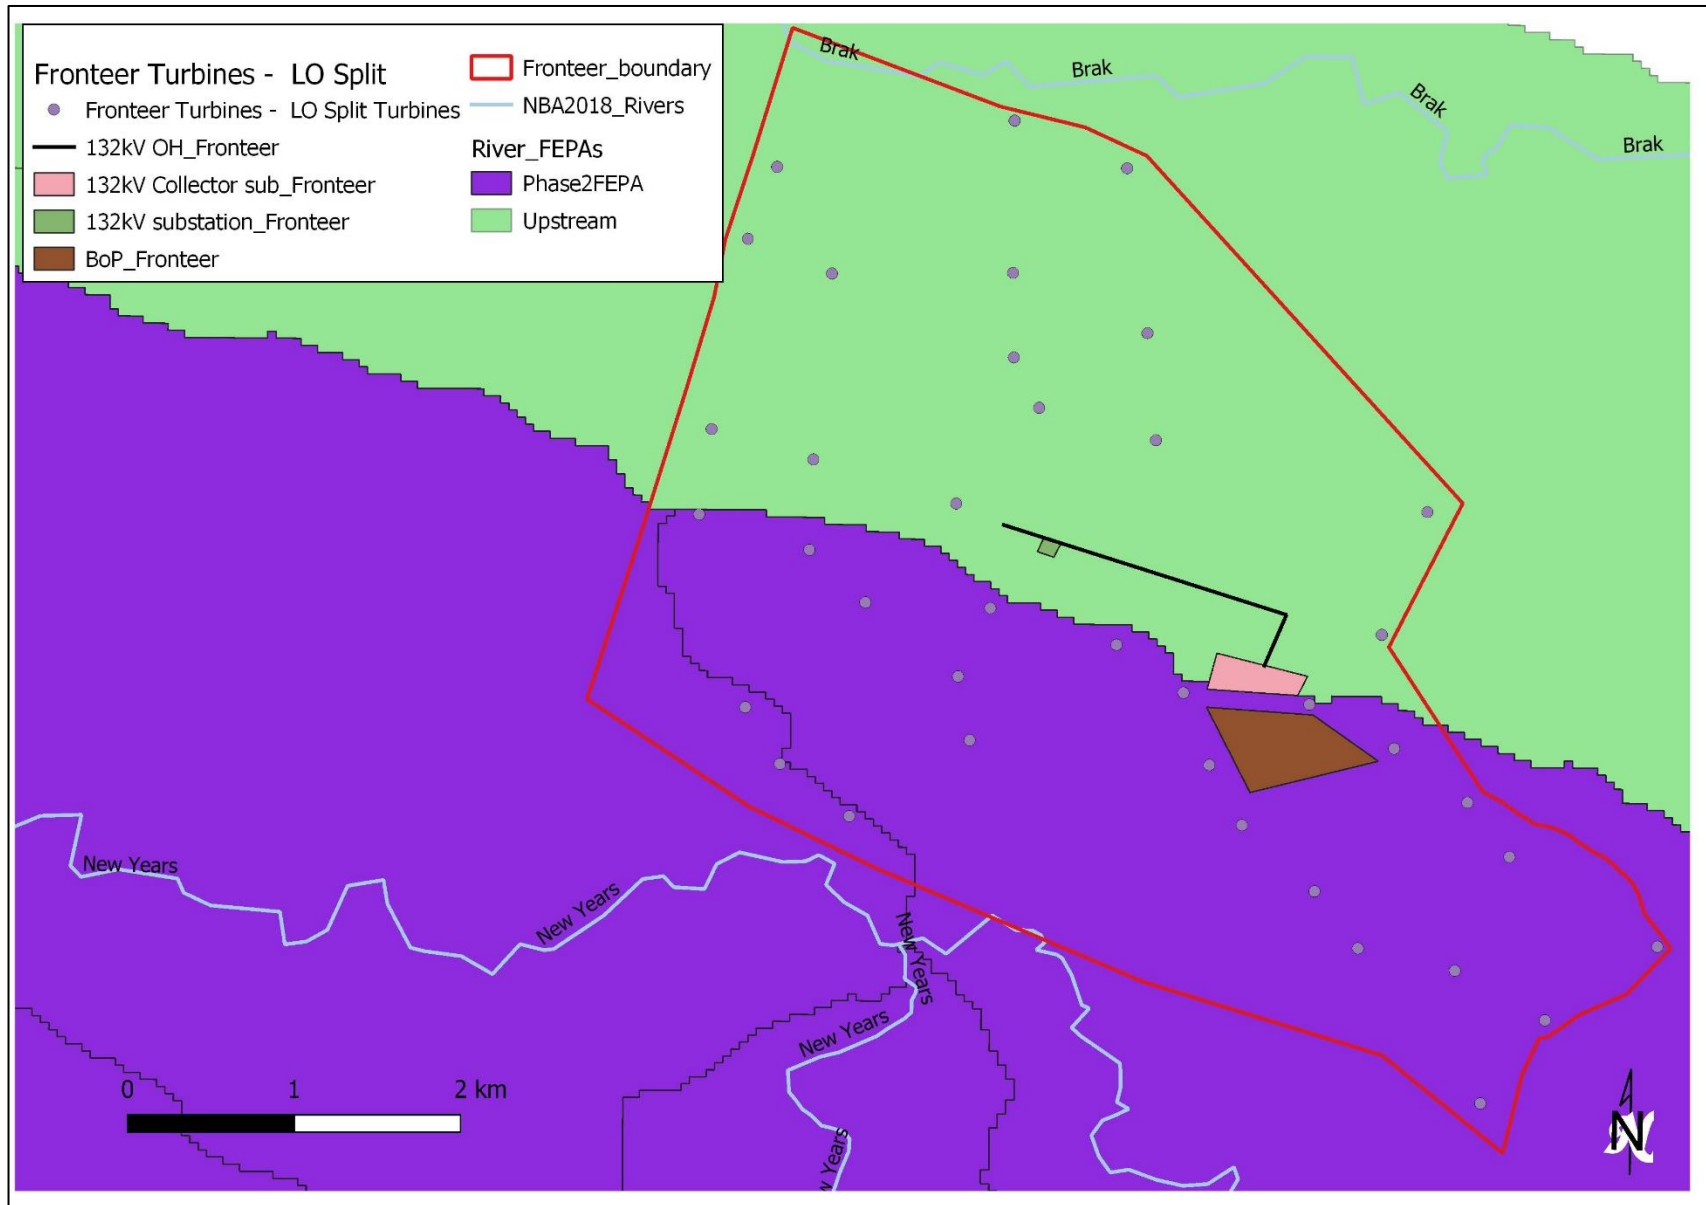 Fronteer Turbines - LO Split
Fronteer Turbines - LO Split Turbines
132kV OH_Fronteer
132kV Collector sub_Fronteer
132kV substation_Fronteer
BoP_Fronteer
Fronteer_boundary
NBA2018_Rivers
River_FEPAs
Phase2FEPA
Upstream
Brak
Brak
Brak
Brak
New Years
New Years
New Years
New Years
w Years
0 1 2 km
N